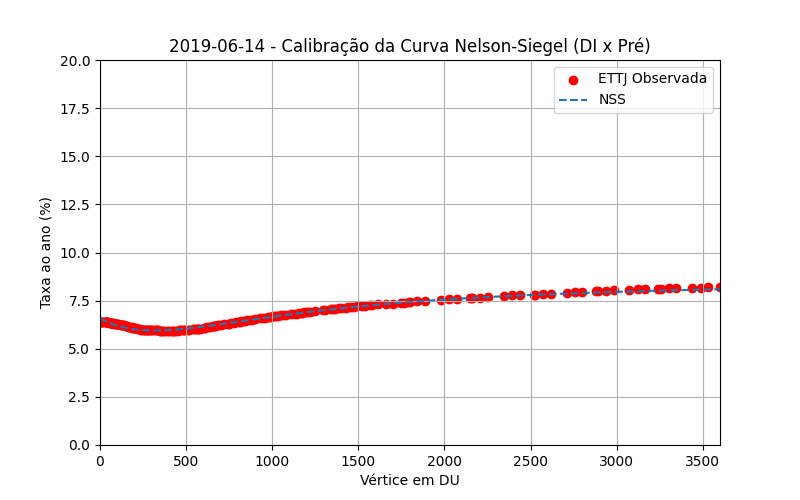 2019-06-14 - Calibração da Curva Nelson-Siegel (DI x Pré)
20.0
17.5
15.0
12.5
10.0
7.5
5.0
2.5
0.0
Taxa ao ano (%)
ETTJ Observada
NSS
0 500 1000 1500 2000 2500 3000 3500
Vértice em DU